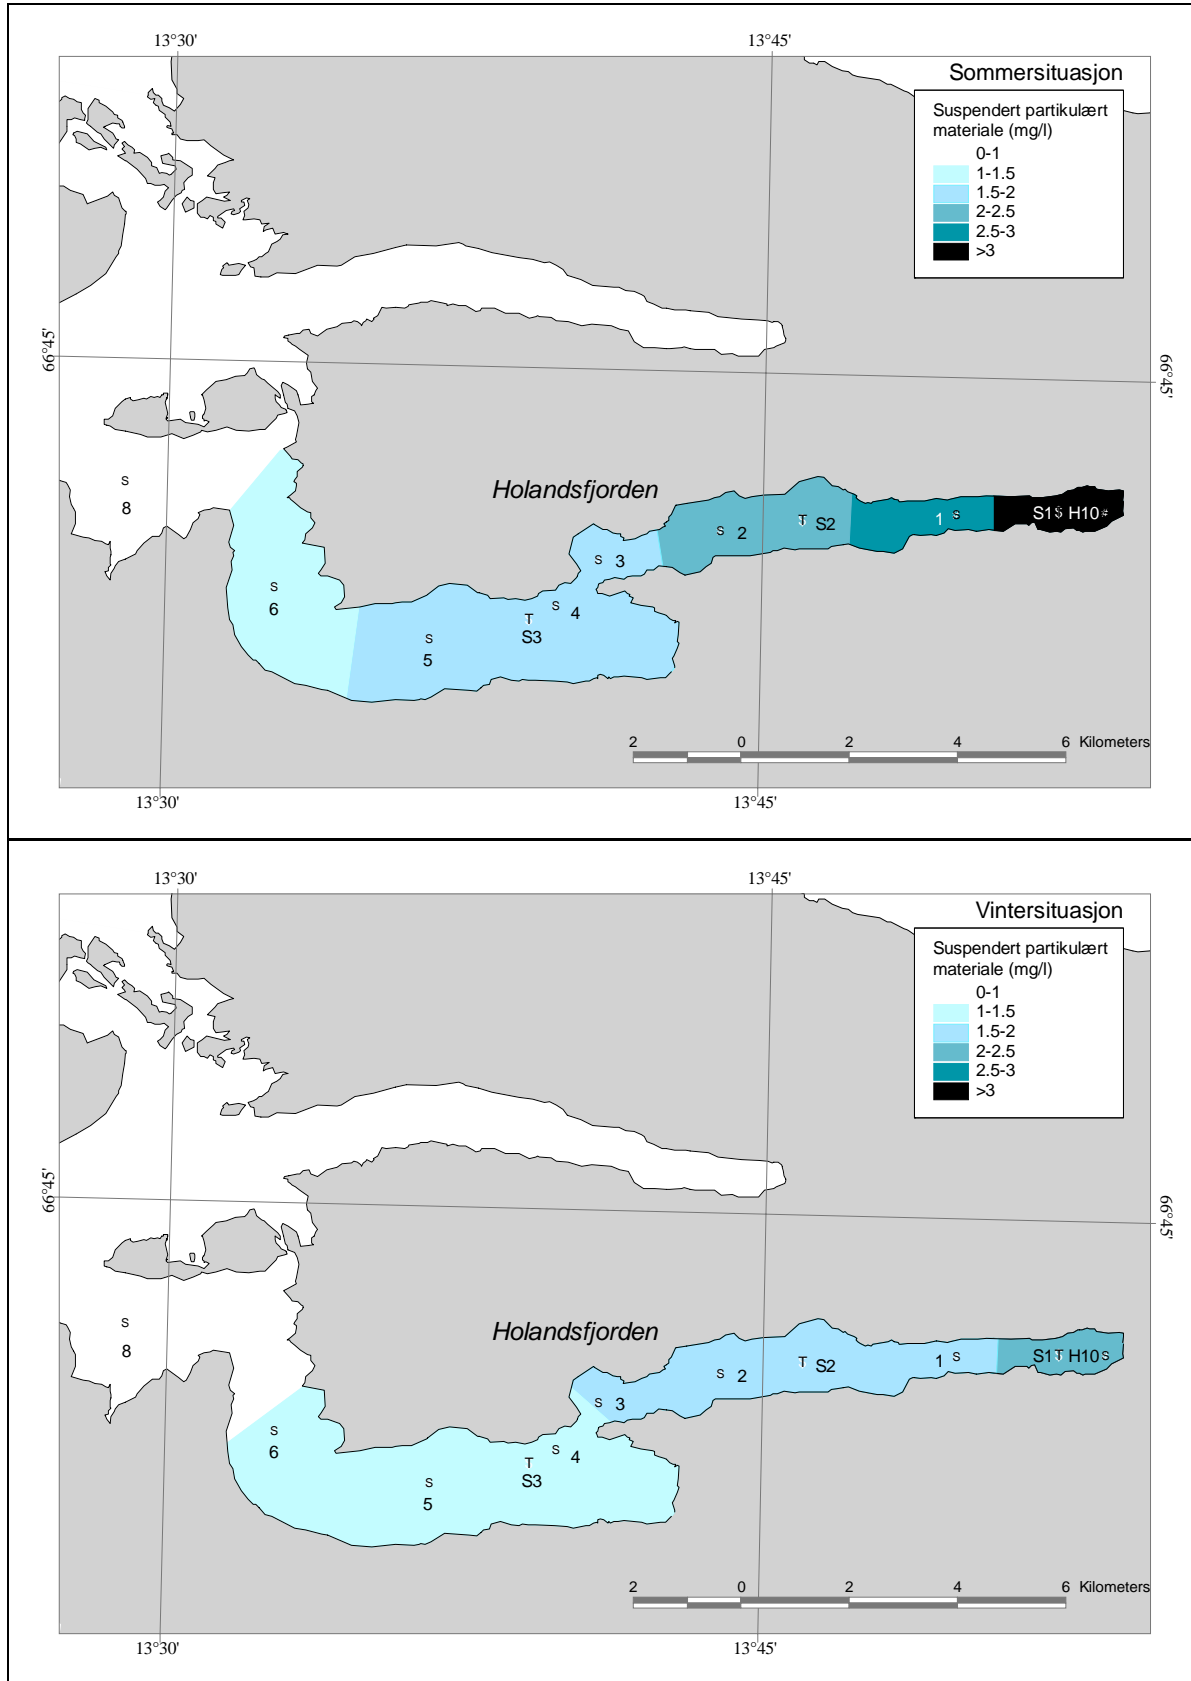 13°30'
13°45'
Sommersituasjon
Suspendert partikulært
materiale (mg/l)
0-1
1-1.5
1.5-2
2-2.5
2.5-3
>3
66°45'
66°45'
Holandsfjorden
S
8
S 2
T S2
1 S
S1 S H10
S 3
S
6
S 4
T
S3
S
5
2 0 2 4 6 Kilometers
13°30'
13°45'
13°30'
13°45'
Vintersituasjon
Suspendert partikulært
materiale (mg/l)
0-1
1-1.5
1.5-2
2-2.5
2.5-3
>3
66°45'
66°45'
Holandsfjorden
S
8
S 2
T S2
1 S
S1 T H10 S
S 3
S
6
S 4
T
S3
S
5
2 0 2 4 6 Kilometers
13°30'
13°45'